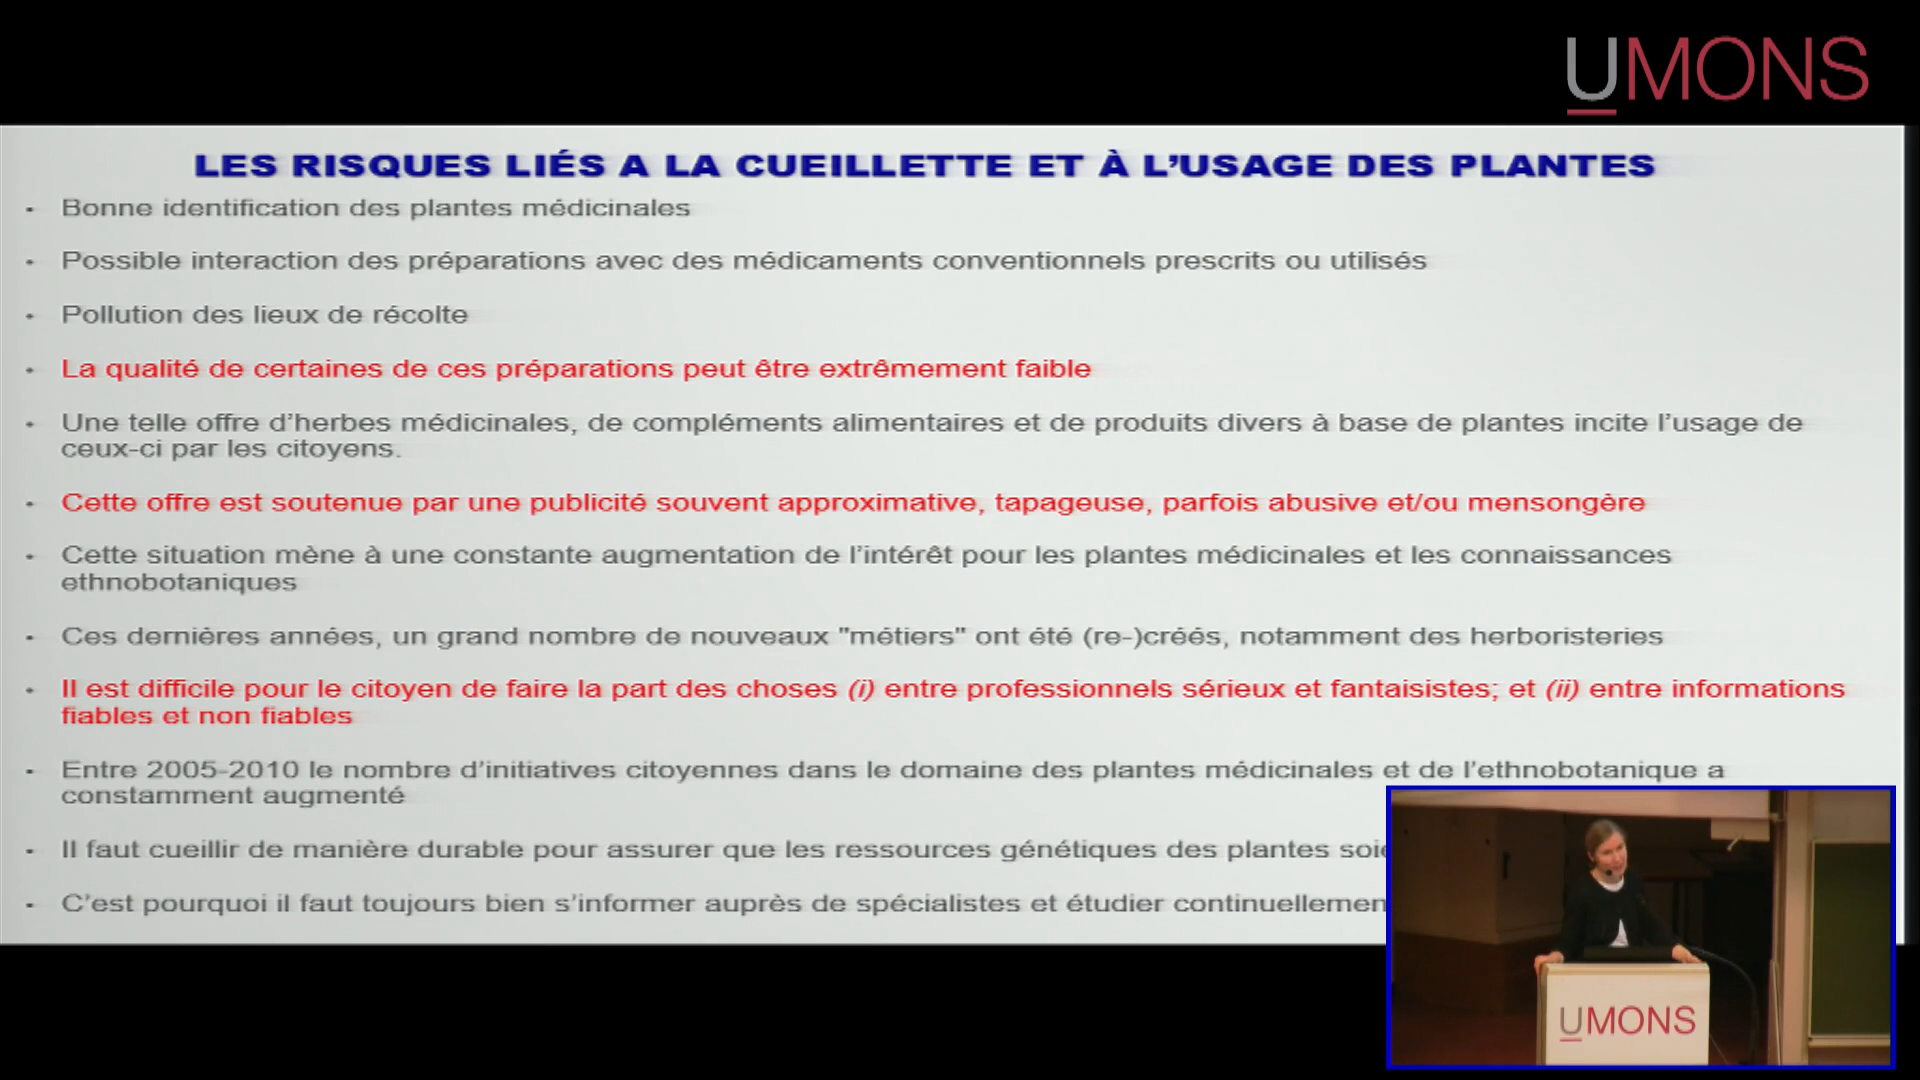 UMONS
LES RISQUES LIÉS A LA CUEILLETTE ET À L'USAGE DES PLANTES
• Bonne identification des plantes médicinales
• Possible interaction des préparations avec des médicaments conventionnels prescrits ou utilisés
• Pollution des lieux de récolte
• La qualité de certaines de ces préparations peut être extrêmement faible
• Une telle offre d'herbes médicinales, de compléments alimentaires et de produits divers à base de plantes incite l'usage de
ceux-ci par les citoyens.
• Cette offre est soutenue par une publicité souvent approximative, tapageuse, parfois abusive et/ou mensongère
• Cette situation mène à une constante augmentation de l'intérêt pour les plantes médicinales et les connaissances
ethnobotaniques
• Ces dernières années, un grand nombre de nouveaux "métiers" ont été (re-)créés, notamment des herboristeries
• Il est difficile pour le citoyen de faire la part des choses (i) entre professionnels sérieux et fantaisistes; et (ii) entre informations
fiables et non fiables
• Entre 2005-2010 le nombre d'initiatives citoyennes dans le domaine des plantes médicinales et de l'ethnobotanique a
constamment augmenté
• Il faut cueillir de manière durable pour assurer que les ressources génétiques des plantes
• C'est pourquoi il faut toujours bien s'informer auprès de spécialistes et étudier
UMONS